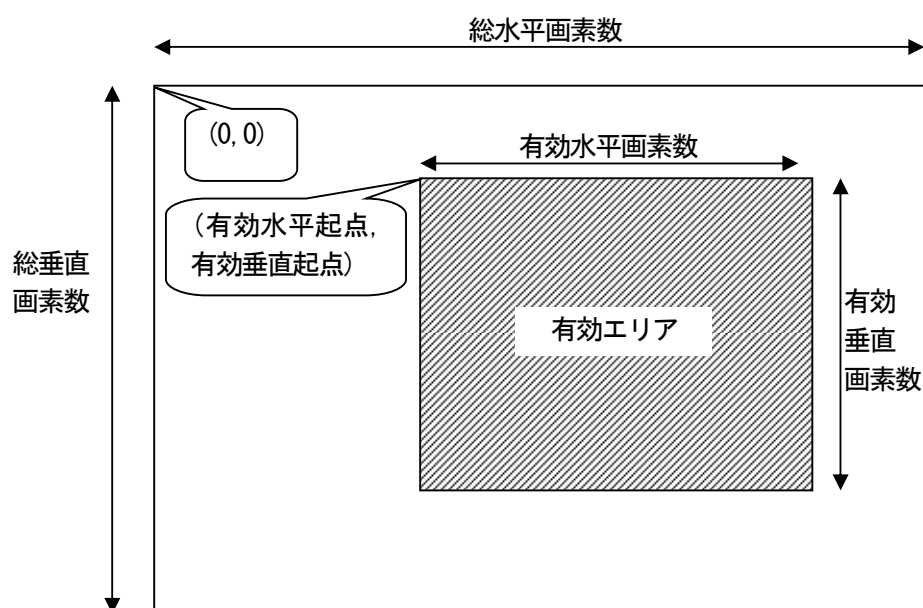 総水平画素数
(0,0)
有効水平画素数
(有効水平起点,
有効垂直起点)
総垂直
画素数
有効エリア
有効
垂直
画素数